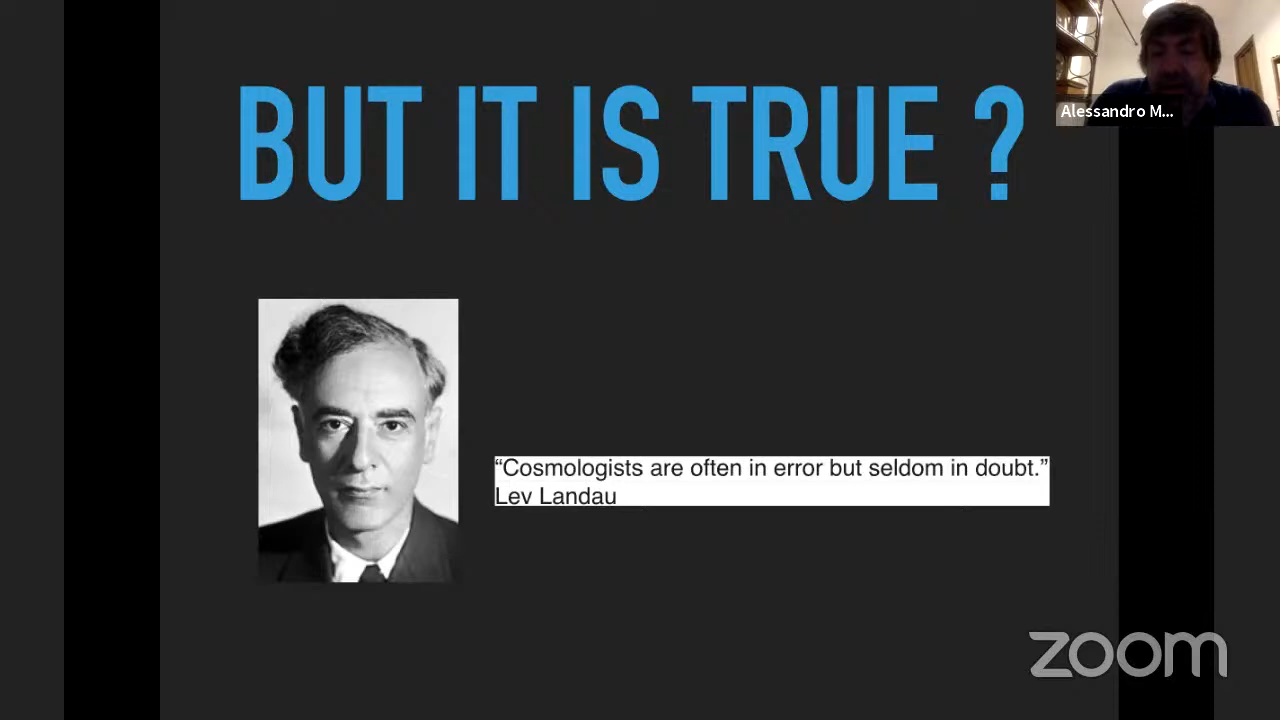 BUT IT IS TRUE ?
Alessandro M...
“Cosmologists are often in error but seldom in doubt.”
Lev Landau
zoom